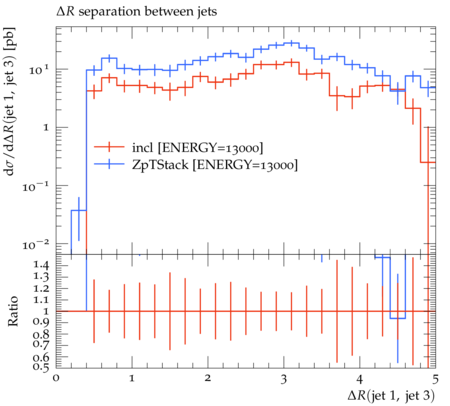 ΔR separation between jets
dσ/dΔR(jet 1, jet 3) [pb]
10¹
1
10⁻¹
10⁻²
incl [ENERGY=13000]
ZpTStack [ENERGY=13000]
Ratio
1.4
1.3
1.2
1.1
1
0.9
0.8
0.7
0.6
0.5
0 1 2 3 4 5
ΔR(jet 1, jet 3)